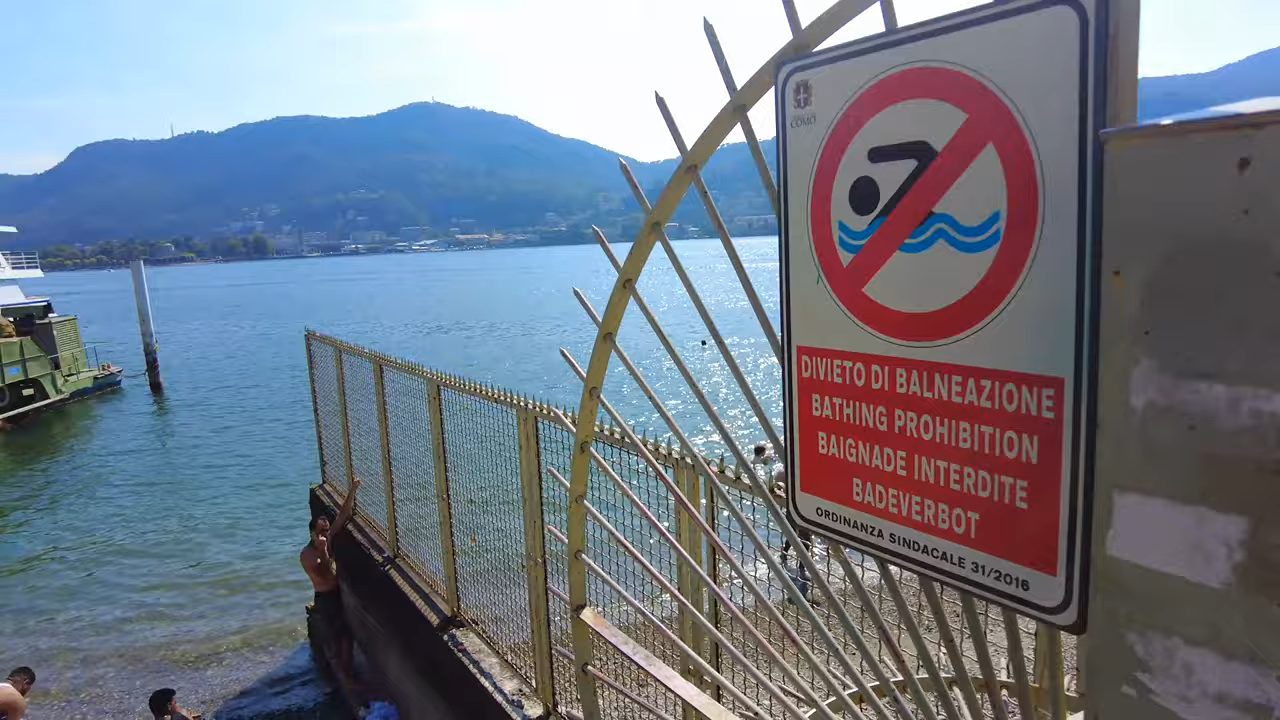 COMO
DIVIETO DI BALNEAZIONE
BATHING PROHIBITION
BAIGNADE INTERDITE
BADEVERBOT
ORDINANZA SINDACALE 31/2016